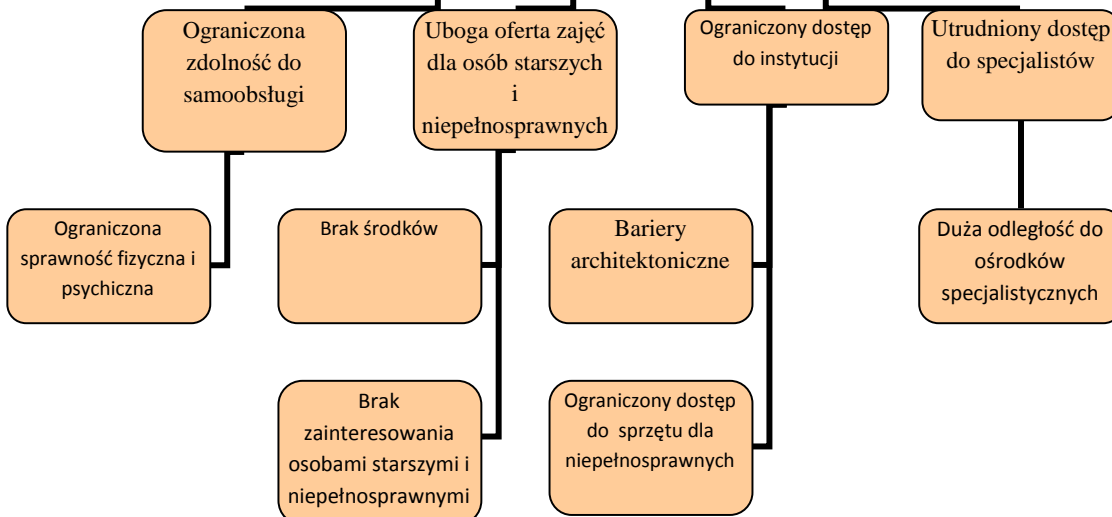 Ograniczona
zdolność do
samoobsługi
Uboga oferta zajęć
dla osób starszych
i
niepełnosprawnych
Ograniczony dostęp
do instytucji
Utrudniony dostęp
do specjalistów
Ograniczona
sprawność fizyczna i
psychiczna
Brak środków
Bariery
architektoniczne
Duża odległość do
ośrodków
specjalistycznych
Brak
zainteresowania
osobami starszymi i
niepełnosprawnymi
Ograniczony dostęp
do sprzętu dla
niepełnosprawnych